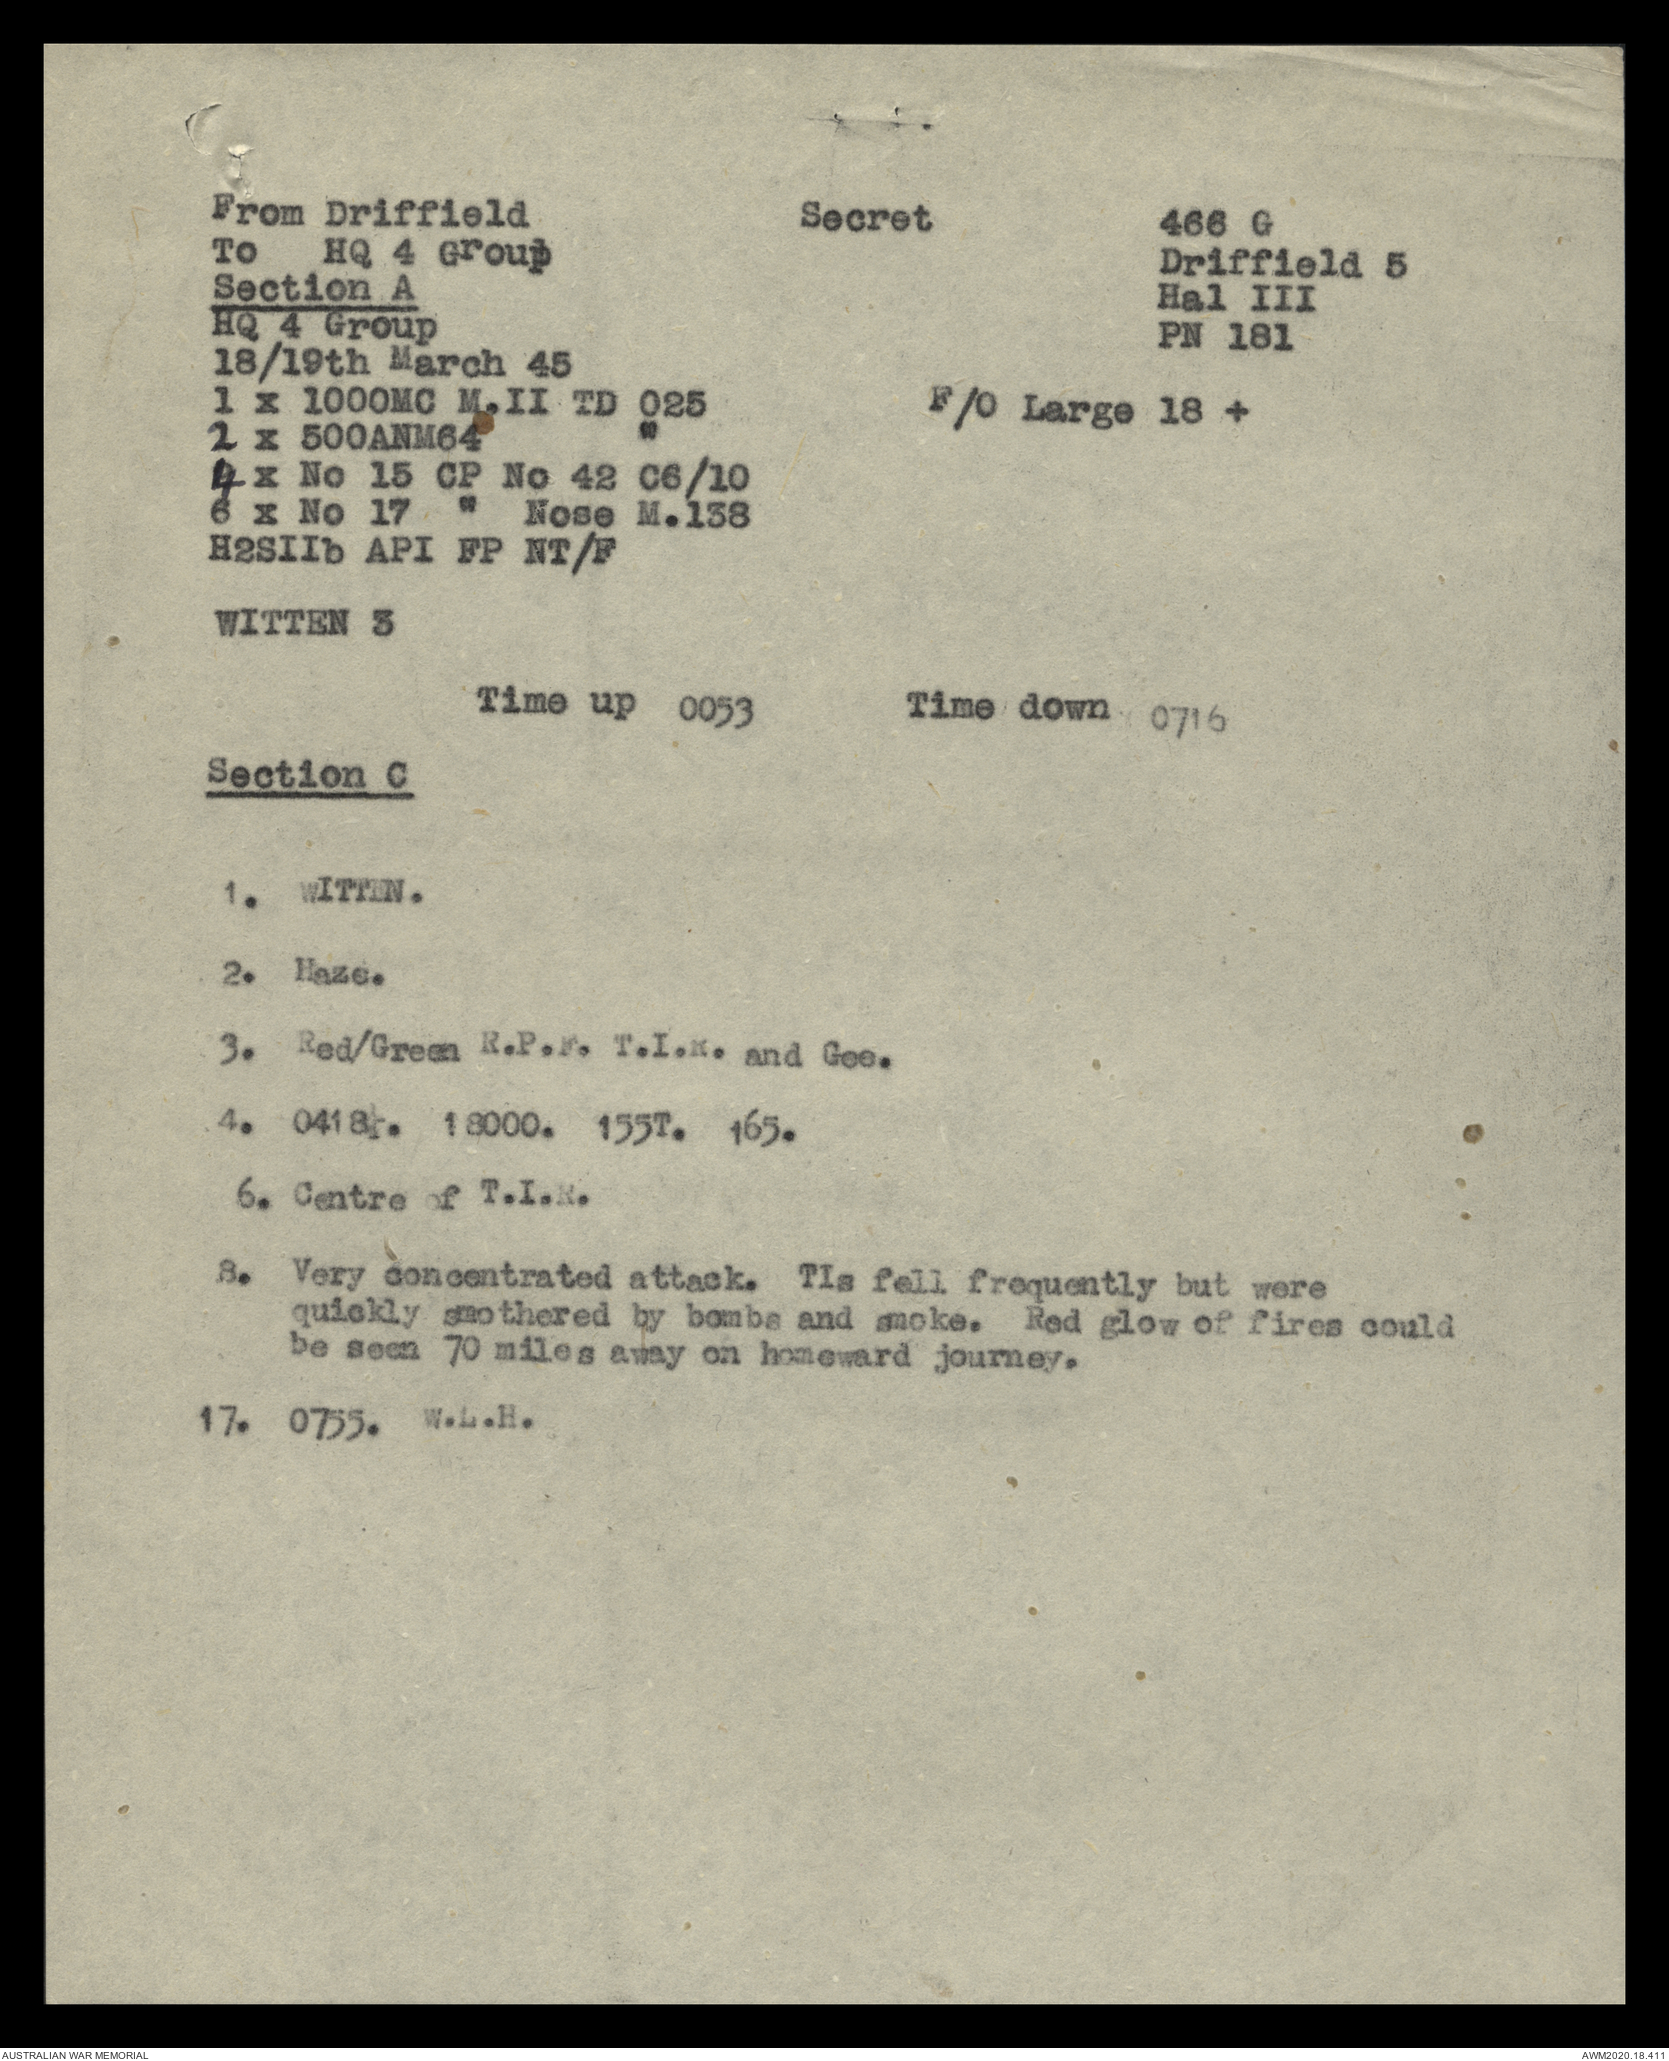 From Driffield Secret 466 G
To HQ 4 Group Driffield 5
Section A Hal III
HQ 4 Group PN 181
18/19th March 45
1 x 1000MC M.II TD 025 F/O Large 18 +
2 x 500ANM64 "
4 x No 15 CP No 42 C6/10
6 x No 17 " Nose M.138
H2SIIb API FP NT/F
WITTEN 3
Time up 0053 Time down 0716
Section C
1. WITTEN.
2. Haze.
3. Red/Green R.P.F. T.I.R. and Gee.
4. 0418. 18000. 155T. 165.
6. Centre of T.I.R.
8. Very concentrated attack. TIs fell frequently but were
quickly smothered by bombs and smoke. Red glow of fires could
be seen 70 miles away on homeward journey.
17. 0755. W.L.H.
AUSTRALIAN WAR MEMORIAL AWM2020.18.411